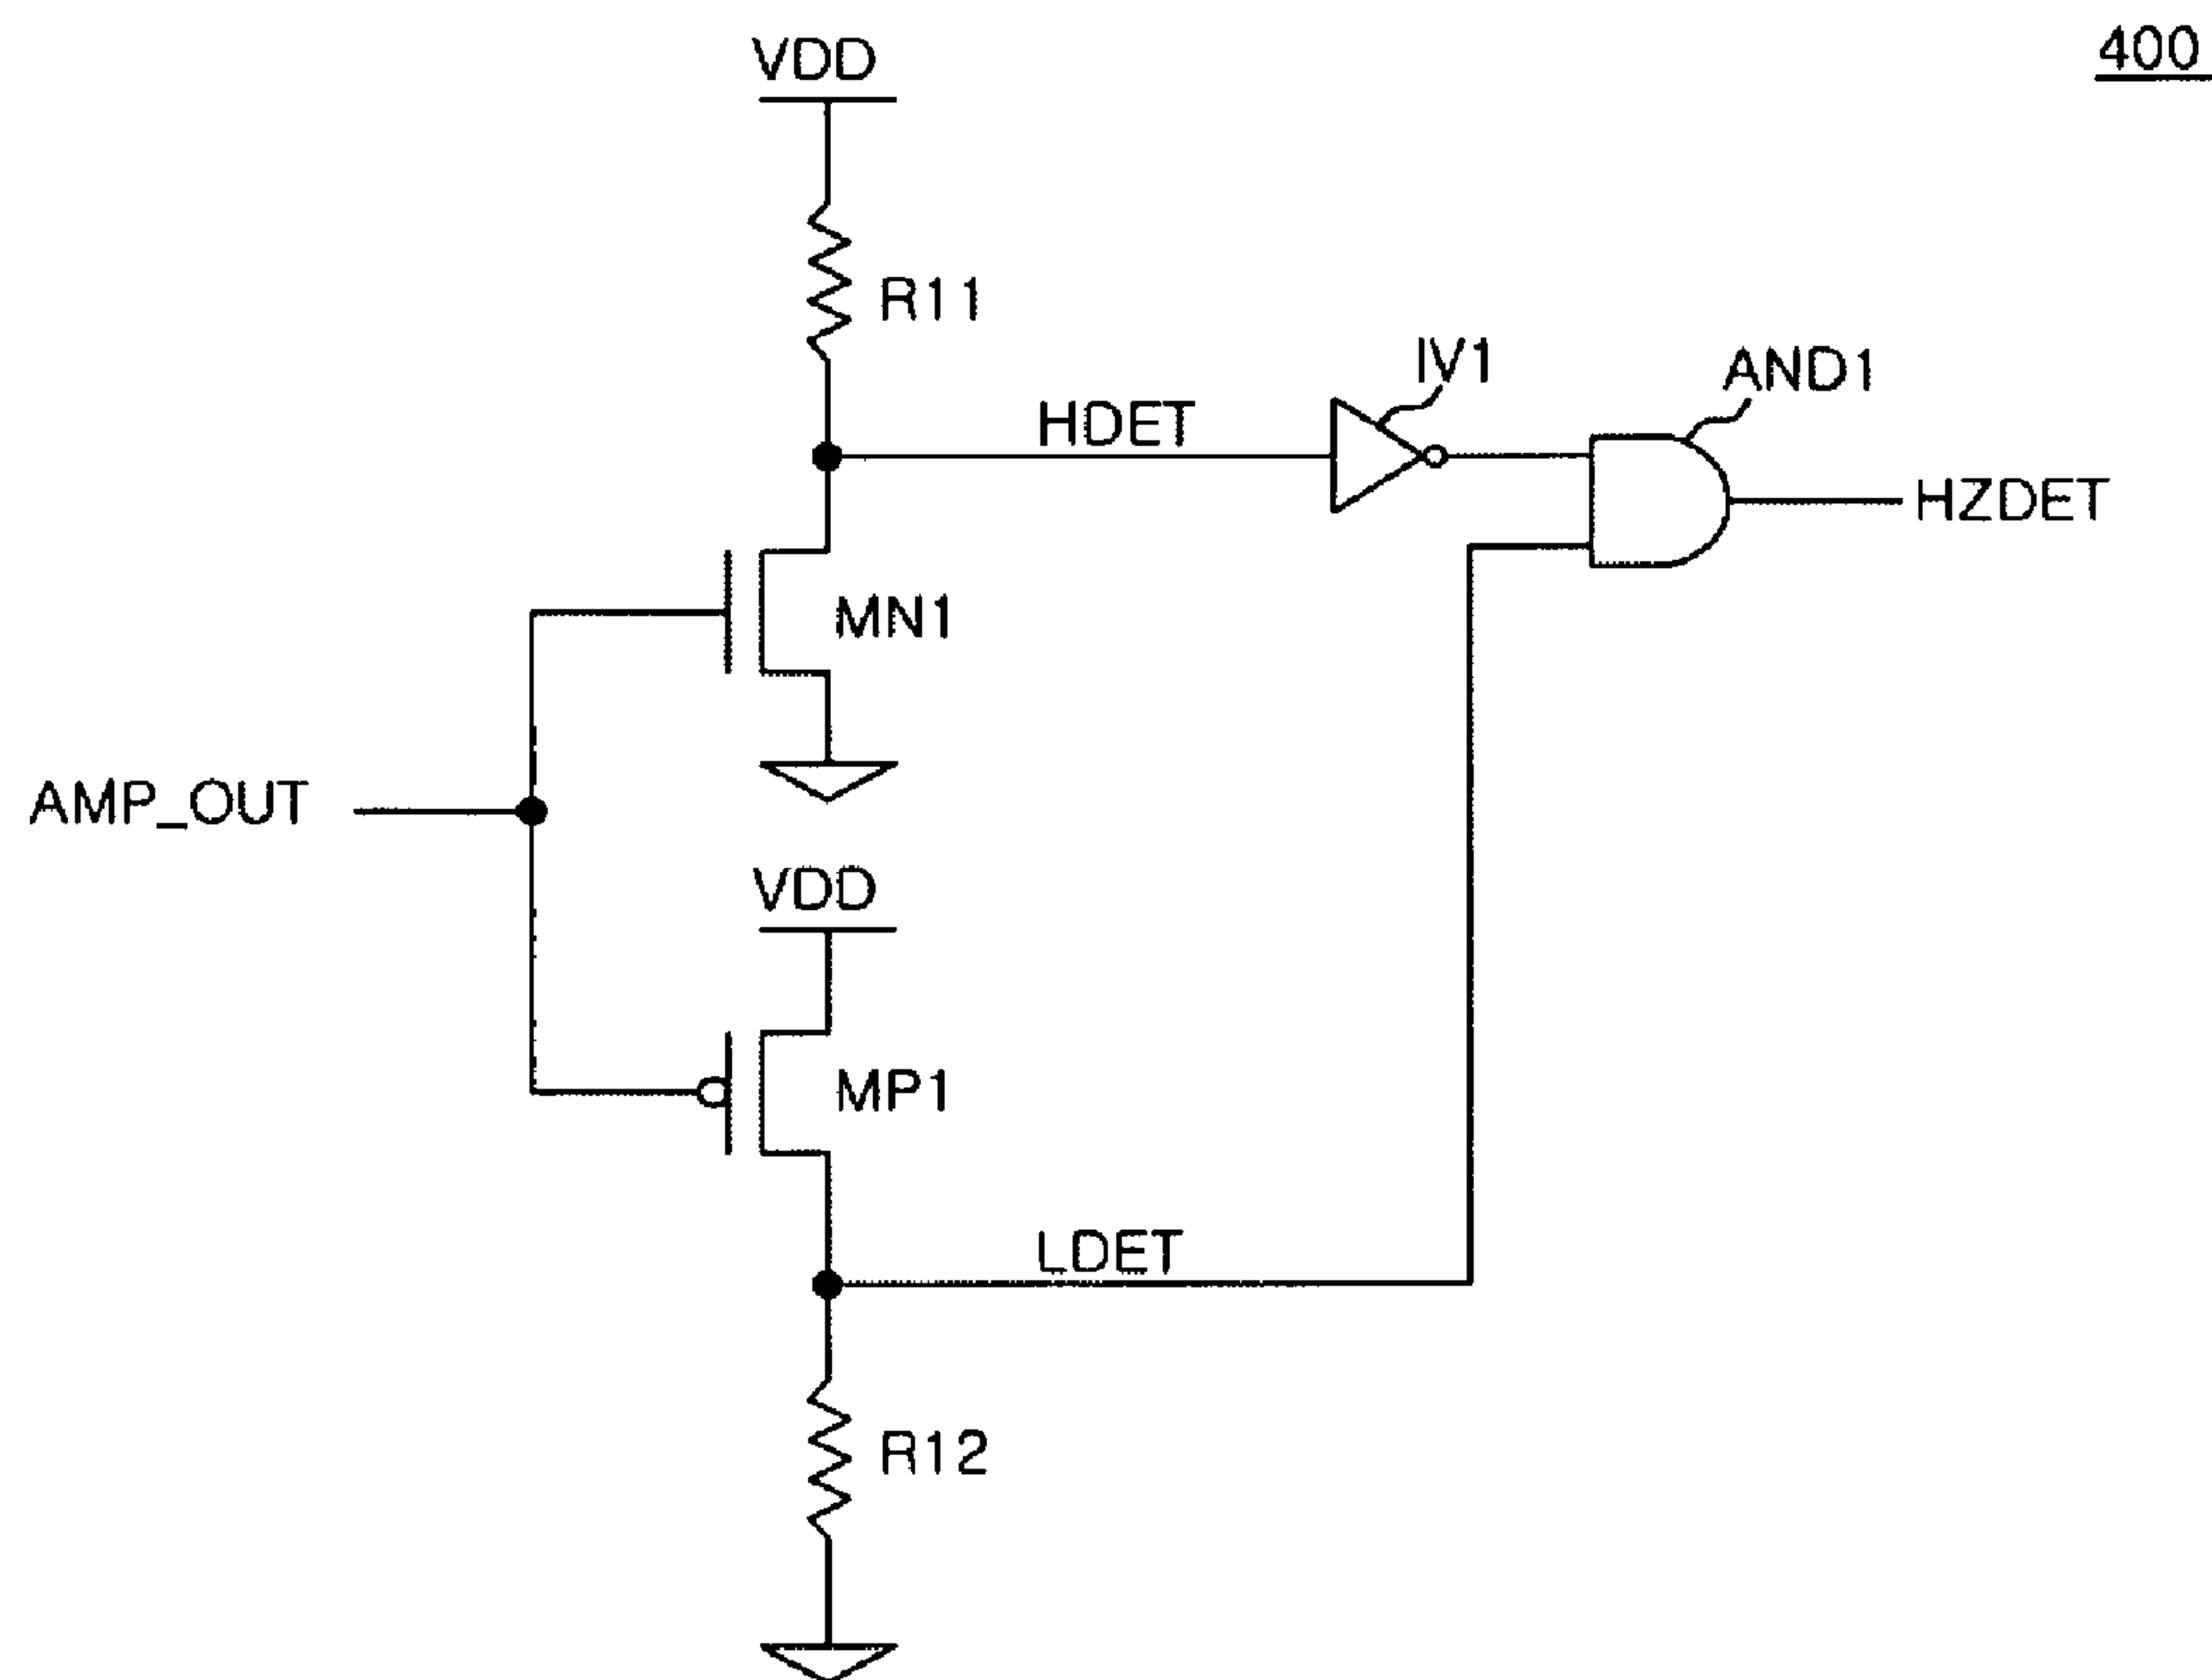 400
VDD
R11
IV1
AND1
HDET
HZDET
MN1
AMP_OUT
VDD
MP1
LDET
R12